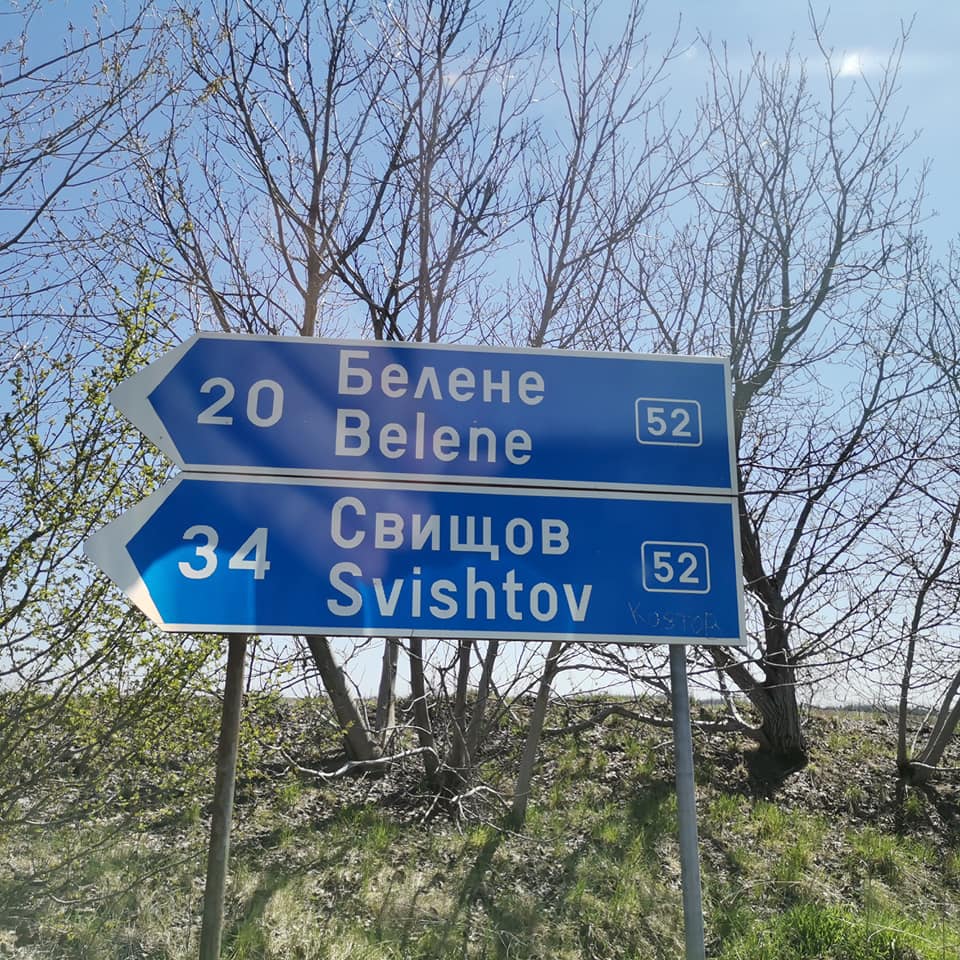 20 Белене 52
Belene
34 Свищов 52
Svishtov